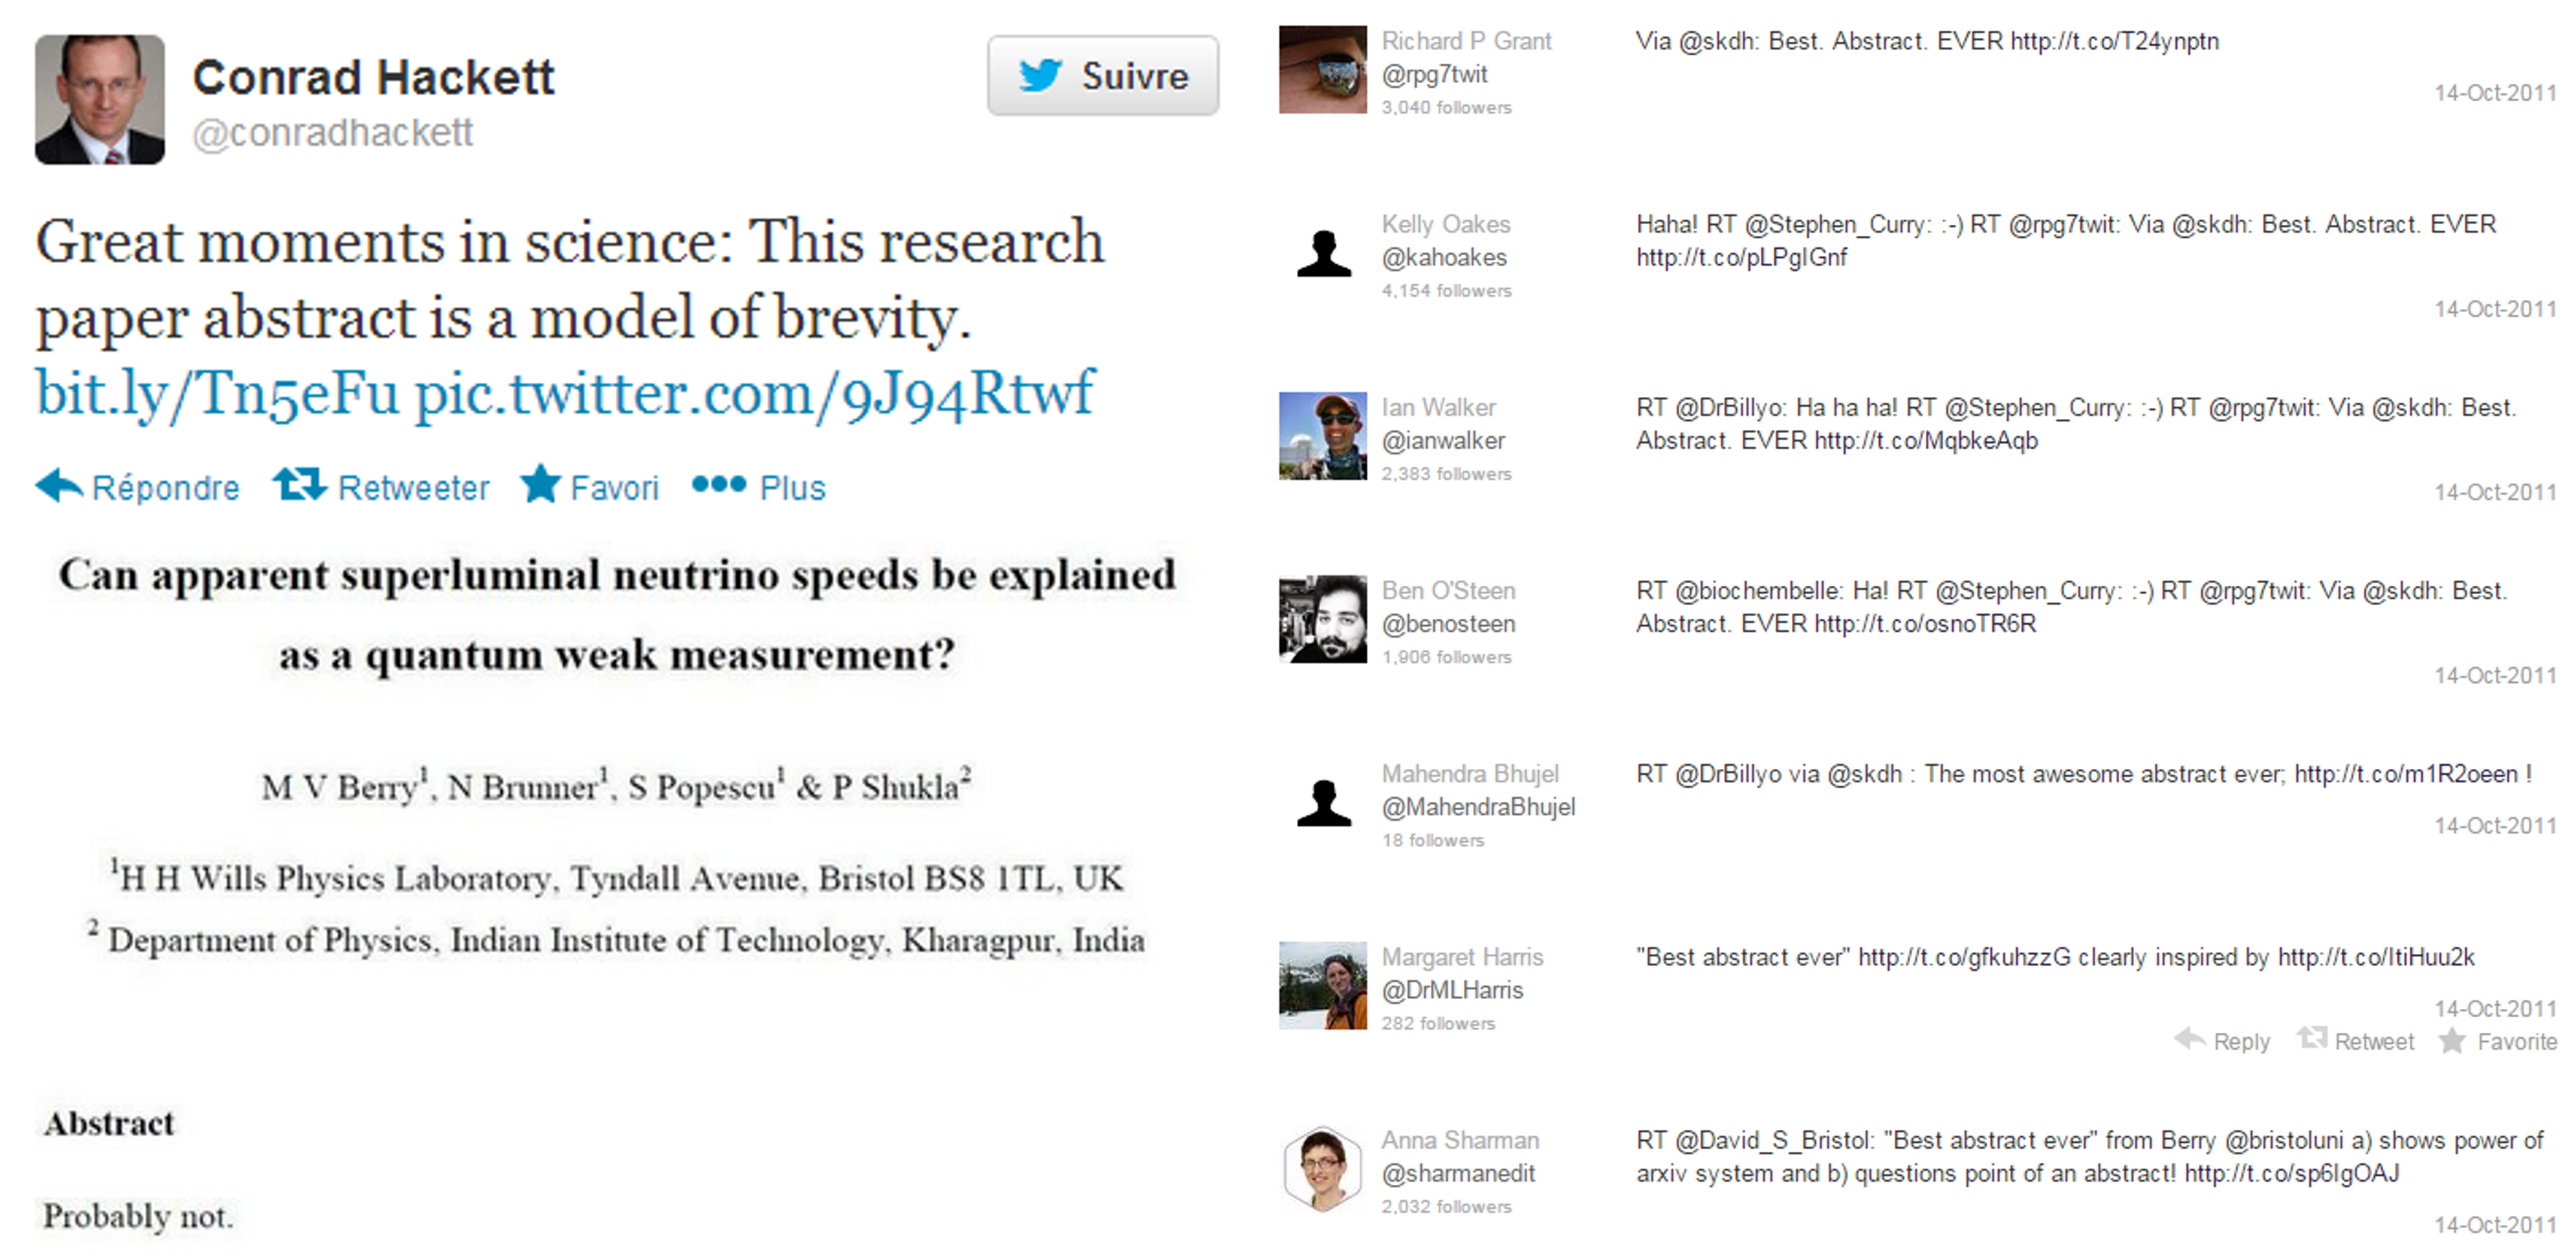 Conrad Hackett
@conradhackett
Suivre
Great moments in science: This research
paper abstract is a model of brevity.
bit.ly/Tn5eFu pic.twitter.com/9J94Rtwf
Répondre Retweeter Favori Plus
Can apparent superluminal neutrino speeds be explained
as a quantum weak measurement?
M V Berry¹, N Brunner¹, S Popescu¹ & P Shukla²
¹H H Wills Physics Laboratory, Tyndall Avenue, Bristol BS8 1TL, UK
² Department of Physics, Indian Institute of Technology, Kharagpur, India
Abstract
Probably not.
Richard P Grant
@rpg7twit
3,040 followers
Via @skdh: Best. Abstract. EVER http://t.co/T24ynptn
14-Oct-2011
Kelly Oakes
@kahoakes
4,154 followers
Haha! RT @Stephen_Curry: :-) RT @rpg7twit: Via @skdh: Best. Abstract. EVER
http://t.co/pLPgIGnf
14-Oct-2011
Ian Walker
@ianwalker
2,383 followers
RT @DrBillyo: Ha ha ha! RT @Stephen_Curry: :-) RT @rpg7twit: Via @skdh: Best.
Abstract. EVER http://t.co/MqbkeAqb
14-Oct-2011
Ben O'Steen
@benosteen
1,906 followers
RT @biochembelle: Ha! RT @Stephen_Curry: :-) RT @rpg7twit: Via @skdh: Best.
Abstract. EVER http://t.co/osnoTR6R
14-Oct-2011
Mahendra Bhujel
@MahendraBhujel
18 followers
RT @DrBillyo via @skdh : The most awesome abstract ever; http://t.co/m1R2oeen !
14-Oct-2011
Margaret Harris
@DrMLHarris
282 followers
"Best abstract ever" http://t.co/gfkuhzzG clearly inspired by http://t.co/ItiHuu2k
14-Oct-2011
Reply Retweet Favorite
Anna Sharman
@sharmanedit
2,032 followers
RT @David_S_Bristol: "Best abstract ever" from Berry @bristoluni a) shows power of
arxiv system and b) questions point of an abstract! http://t.co/sp6IgOAJ
14-Oct-2011